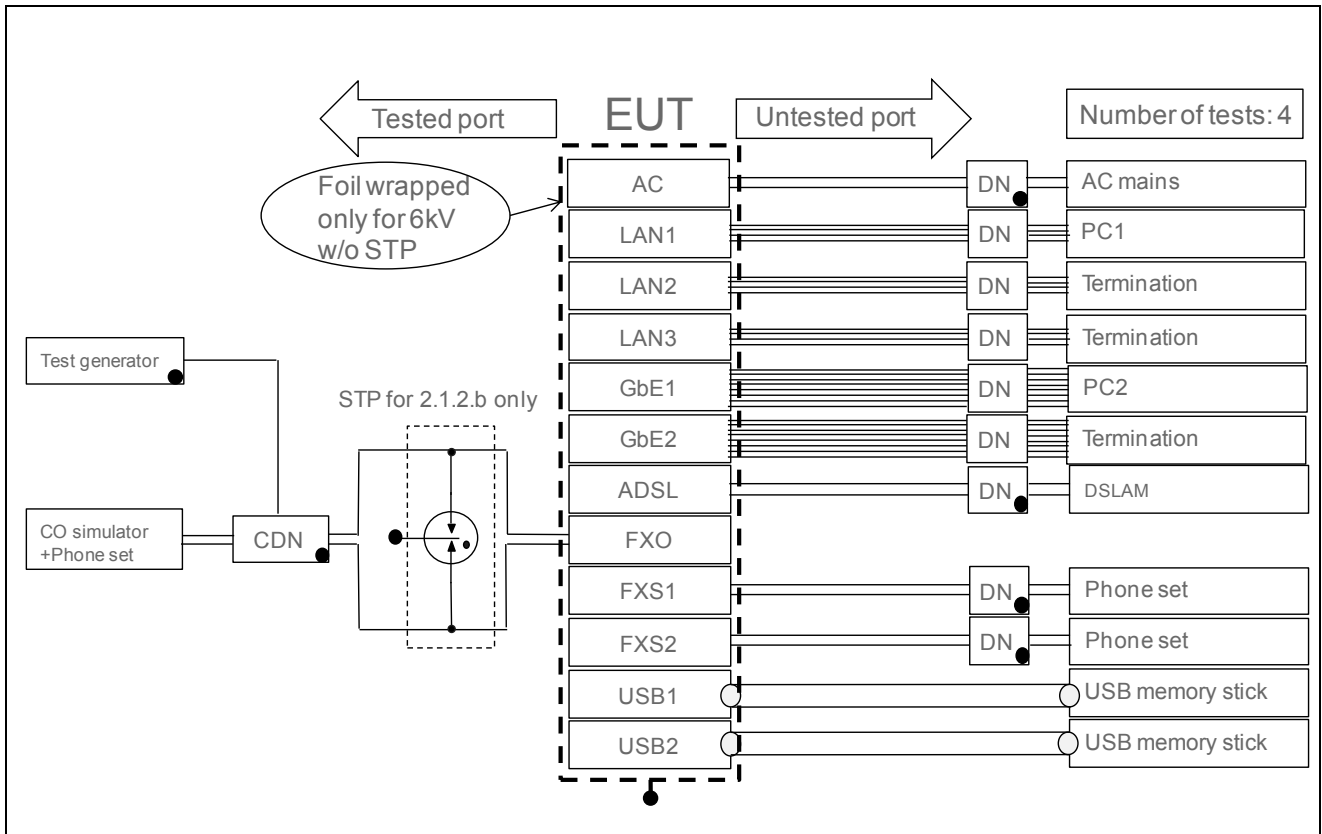 Tested port
EUT
Untested port
Number of tests: 4
Foil wrapped
only for 6kV
w/o STP
AC
DN
AC mains
LAN1
DN
PC1
LAN2
DN
Termination
LAN3
DN
Termination
Test generator
STP for 2.1.2.b only
GbE1
DN
PC2
GbE2
DN
Termination
ADSL
DN
DSLAM
CO simulator
+Phone set
CDN
FXO
FXS1
DN
Phone set
FXS2
DN
Phone set
USB1
USB memory stick
USB2
USB memory stick